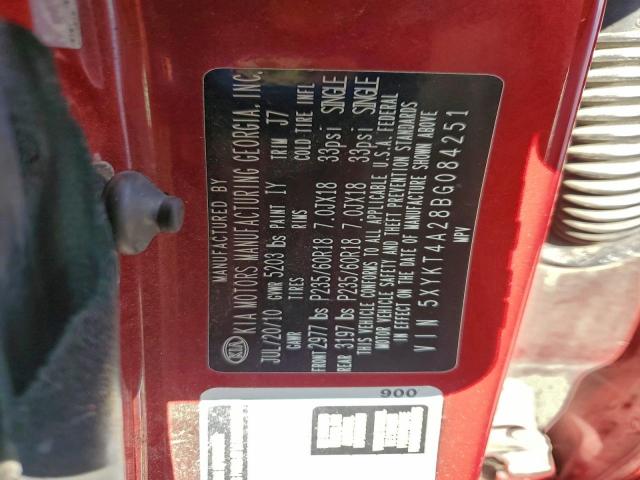 MANUFACTURED BY
KIA KIA MOTORS MANUFACTURING GEORGIA, INC.
JUL/20/10 GVWR 5203 lbs PAINT IY TRIM J7
GAWR TIRES RIMS COLD TIRE INFL
FRONT 2977 lbs P235/60R18 7.0JX18 33psi SINGLE
REAR 3197 lbs P235/60R18 7.0JX18 33psi SINGLE
THIS VEHICLE CONFORMS TO ALL APPLICABLE U.S.A. FEDERAL
MOTOR VEHICLE SAFETY AND THEFT PREVENTION STANDARDS
IN EFFECT ON THE DATE OF MANUFACTURE SHOWN ABOVE
VIN 5XYKT4A28BG084251
MPV
900